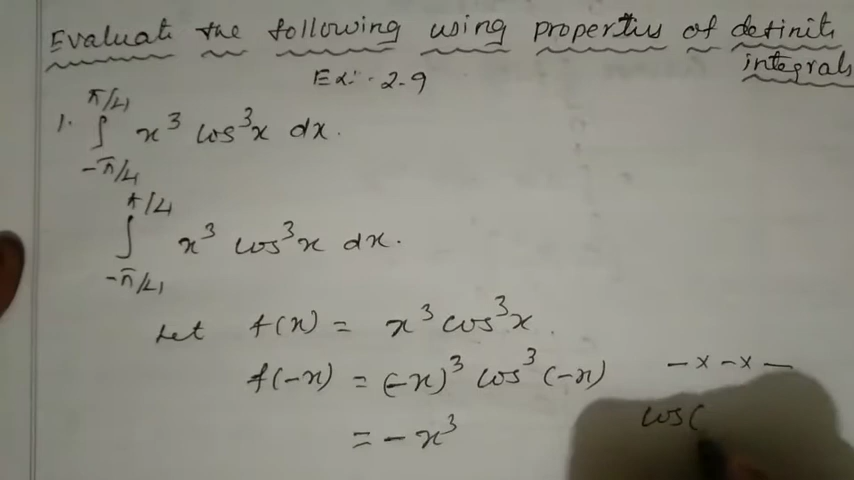 Evaluate the following using properties of definite
integrals
Ex: 2.9
1. ∫_{-π/4}^{π/4} x³ cos³x dx.
∫_{-π/4}^{π/4} x³ cos³x dx.
Let f(x) = x³ cos³x.
f(-x) = (-x)³ cos³(-x) -x-x-
= -x³ cos(